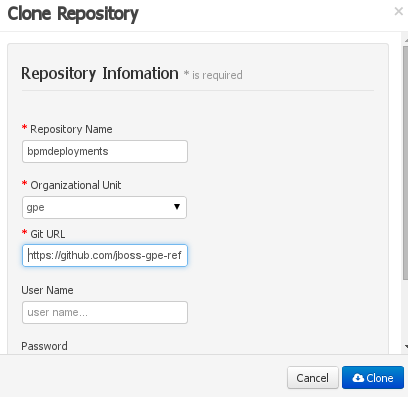 Clone Repository
×
Repository Infomation * is required
* Repository Name
bpmdeployments
* Organizational Unit
gpe
* Git URL
https://github.com/jboss-gpe-ref
User Name
user name...
Password
Cancel
Clone